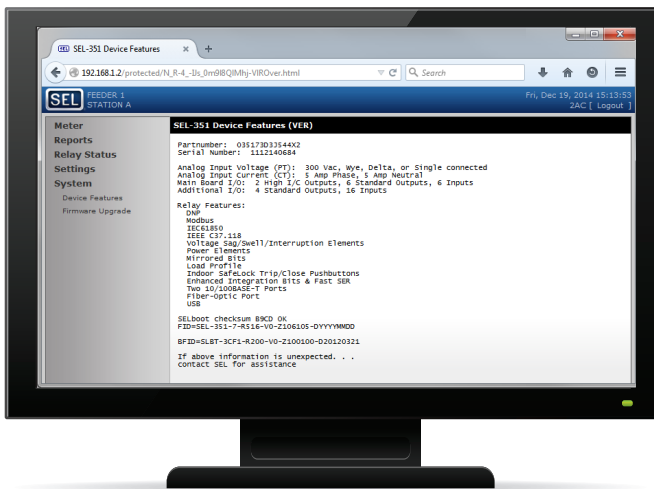 SEL SEL-351 Device Features × +
192.168.1.2/protected/N_R-4_-IJs_0m9I8QIMhj-VIROver.html
Search
SEL FEEDER 1
STATION A
Fri, Dec 19, 2014 15:13:53
2AC [ Logout ]
Meter
Reports
Relay Status
Settings
System
Device Features
Firmware Upgrade
SEL-351 Device Features (VER)
Partnumber: 035173D3J544X2
Serial Number: 1112140684
Analog Input Voltage (PT): 300 Vac, Wye, Delta, or Single connected
Analog Input Current (CT): 5 Amp Phase, 5 Amp Neutral
Main Board I/O: 2 High I/C Outputs, 6 Standard Outputs, 6 Inputs
Additional I/O: 4 Standard Outputs, 16 Inputs
Relay Features:
DNP
Modbus
IEC61850
IEEE C37.118
Voltage Sag/Swell/Interruption Elements
Power Elements
Mirrored Bits
Load Profile
Indoor SafeLock Trip/Close Pushbuttons
Enhanced Integration Bits & Fast SER
Two 10/100BASE-T Ports
Fiber-Optic Port
USB
SELboot checksum B9CD OK
FID=SEL-351-7-R516-V0-Z106105-DYYYYMMDD
BFID=SLBT-3CF1-R200-V0-Z100100-D20120321
If above information is unexpected. . .
contact SEL for assistance